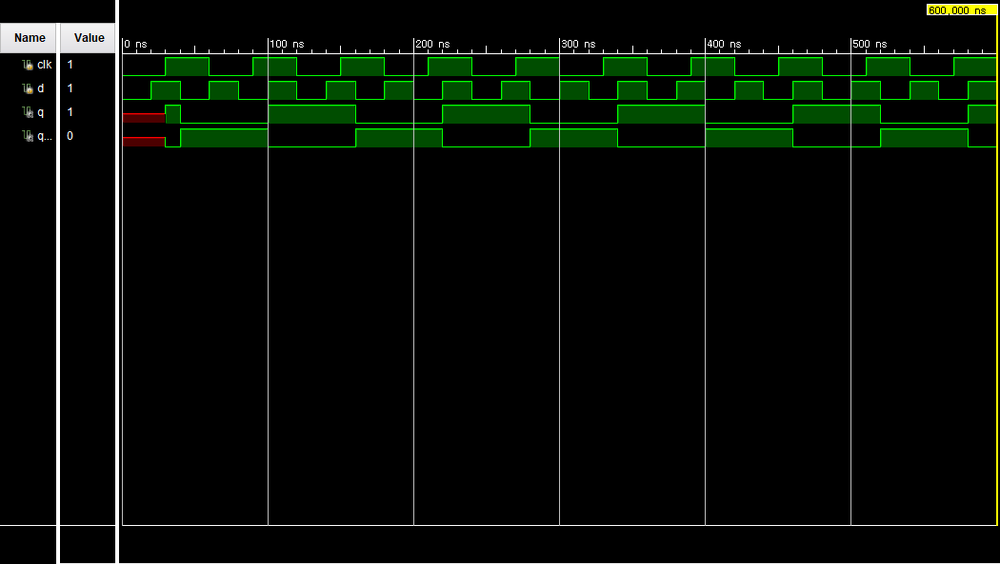 600,000 ns
Name Value
0 ns 100 ns 200 ns 300 ns 400 ns 500 ns
clk 1
d 1
q 1
q... 0